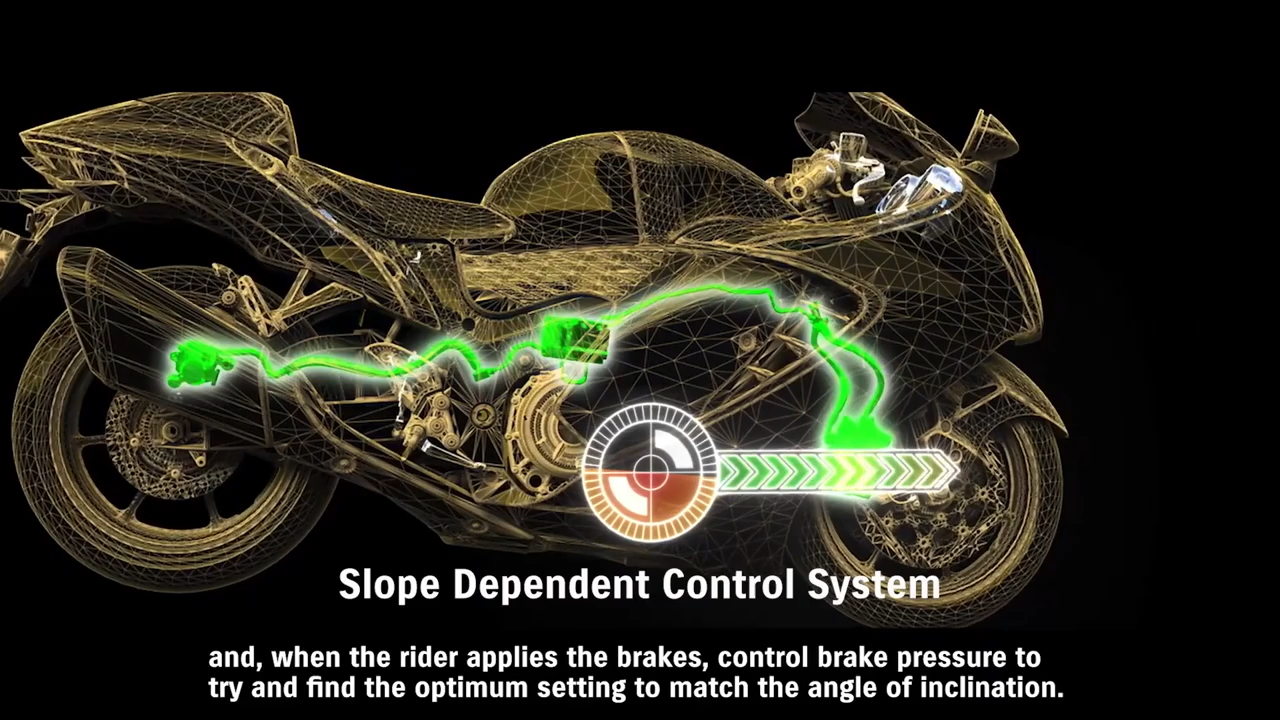 Slope Dependent Control System
and, when the rider applies the brakes, control brake pressure to
try and find the optimum setting to match the angle of inclination.